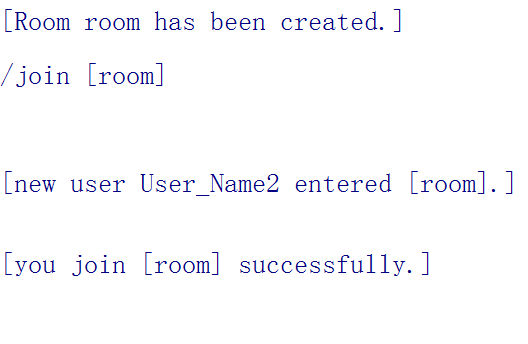 [Room room has been created.]
/join [room]
[new user User_Name2 entered [room].]
[you join [room] successfully.]